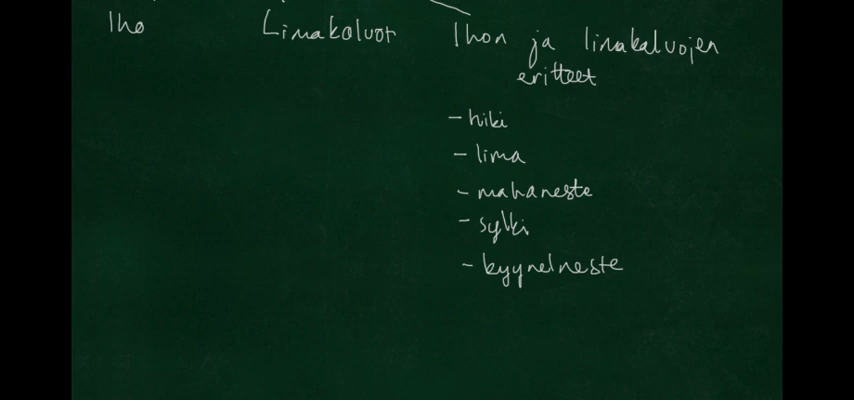 Iho
Limakalvot
Ihon ja limakalvojen
eritteet
- hiki
- lima
- mahaneste
- sylki
- kyynelneste